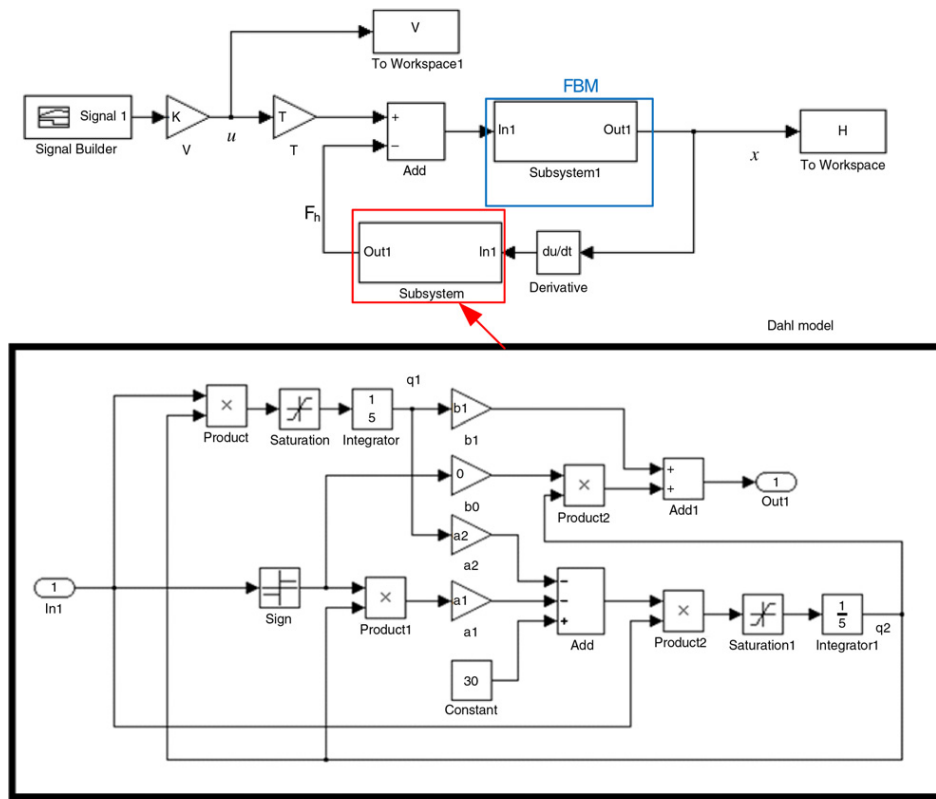 V
To Workspace1
FBM
Signal 1
K
T
+
−
In1
Out1
H
Signal Builder
V
u
T
Add
Subsystem1
x
To Workspace
Fh
Out1
In1
du/dt
Subsystem
Derivative
Dahl model
q1
×
1
5
b1
Product
Saturation
Integrator
b1
+
+
0
×
1
b0
Product2
Add1
Out1
a2
a2
1
In1
Sign
×
Product1
a1
a1
−
−
+
Add
×
Product2
Saturation1
1
5
Integrator1
q2
30
Constant